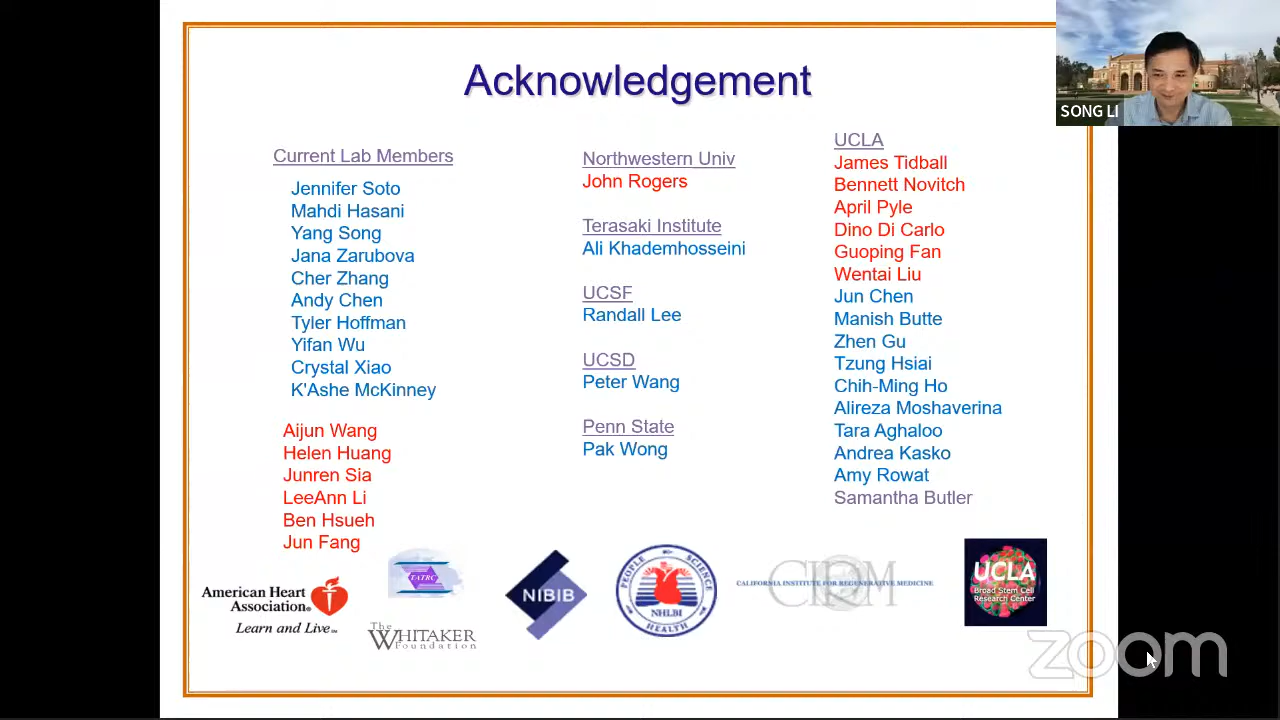 Acknowledgement
SONG LI
Current Lab Members
Jennifer Soto
Mahdi Hasani
Yang Song
Jana Zarubova
Cher Zhang
Andy Chen
Tyler Hoffman
Yifan Wu
Crystal Xiao
K'Ashe McKinney
Aijun Wang
Helen Huang
Junren Sia
LeeAnn Li
Ben Hsueh
Jun Fang
Northwestern Univ
John Rogers
Terasaki Institute
Ali Khademhosseini
UCSF
Randall Lee
UCSD
Peter Wang
Penn State
Pak Wong
UCLA
James Tidball
Bennett Novitch
April Pyle
Dino Di Carlo
Guoping Fan
Wentai Liu
Jun Chen
Manish Butte
Zhen Gu
Tzung Hsiai
Chih-Ming Ho
Alireza Moshaverina
Tara Aghaloo
Andrea Kasko
Amy Rowat
Samantha Butler
American Heart
Association®
Learn and Live™
TATRC
The
WHITAKER
Foundation
NIBIB
PEOPLE SCIENCE
NHLBI
HEALTH
CIRM
CALIFORNIA INSTITUTE FOR REGENERATIVE MEDICINE
UCLA
Broad Stem Cell
Research Center
zoom